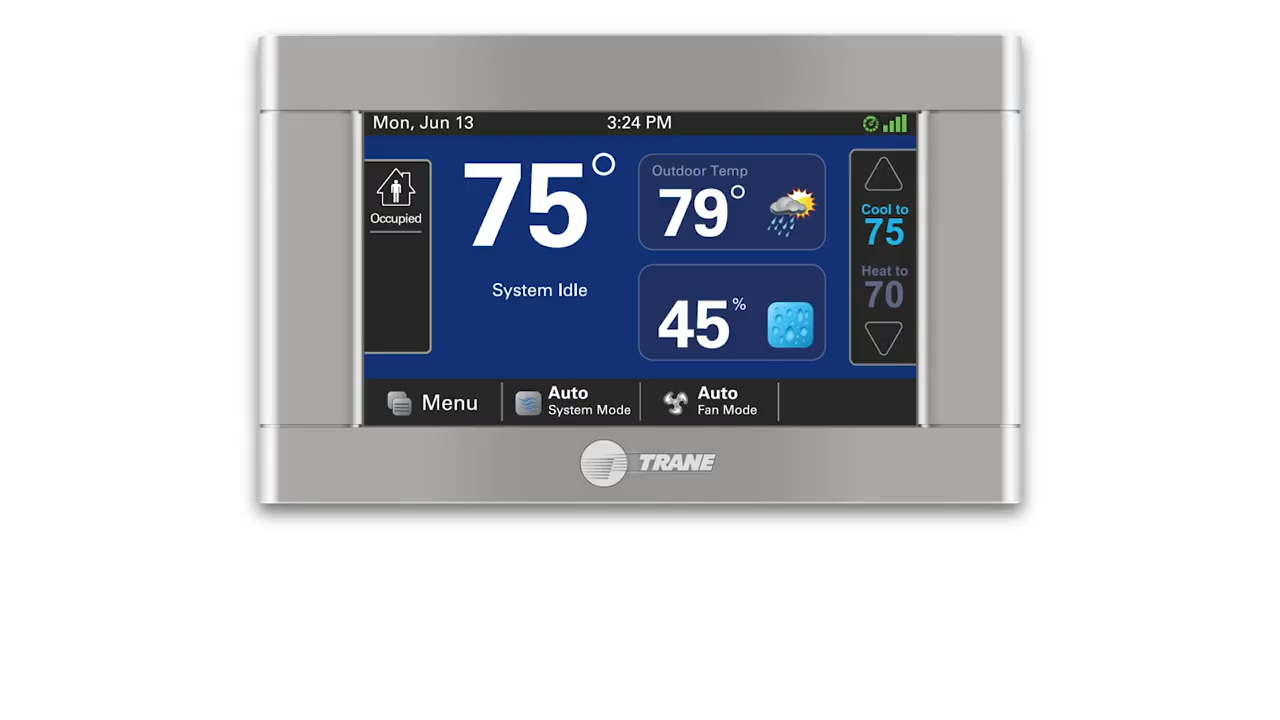 Mon, Jun 13
3:24 PM
Occupied
75°
System Idle
Outdoor Temp
79°
45%
Cool to
75
Heat to
70
Menu
Auto
System Mode
Auto
Fan Mode
TRANE